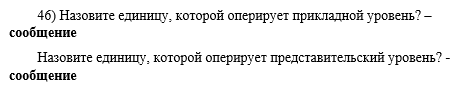 46) Назовите единицу, которой оперирует прикладной уровень? –
сообщение
Назовите единицу, которой оперирует представительский уровень? -
сообщение